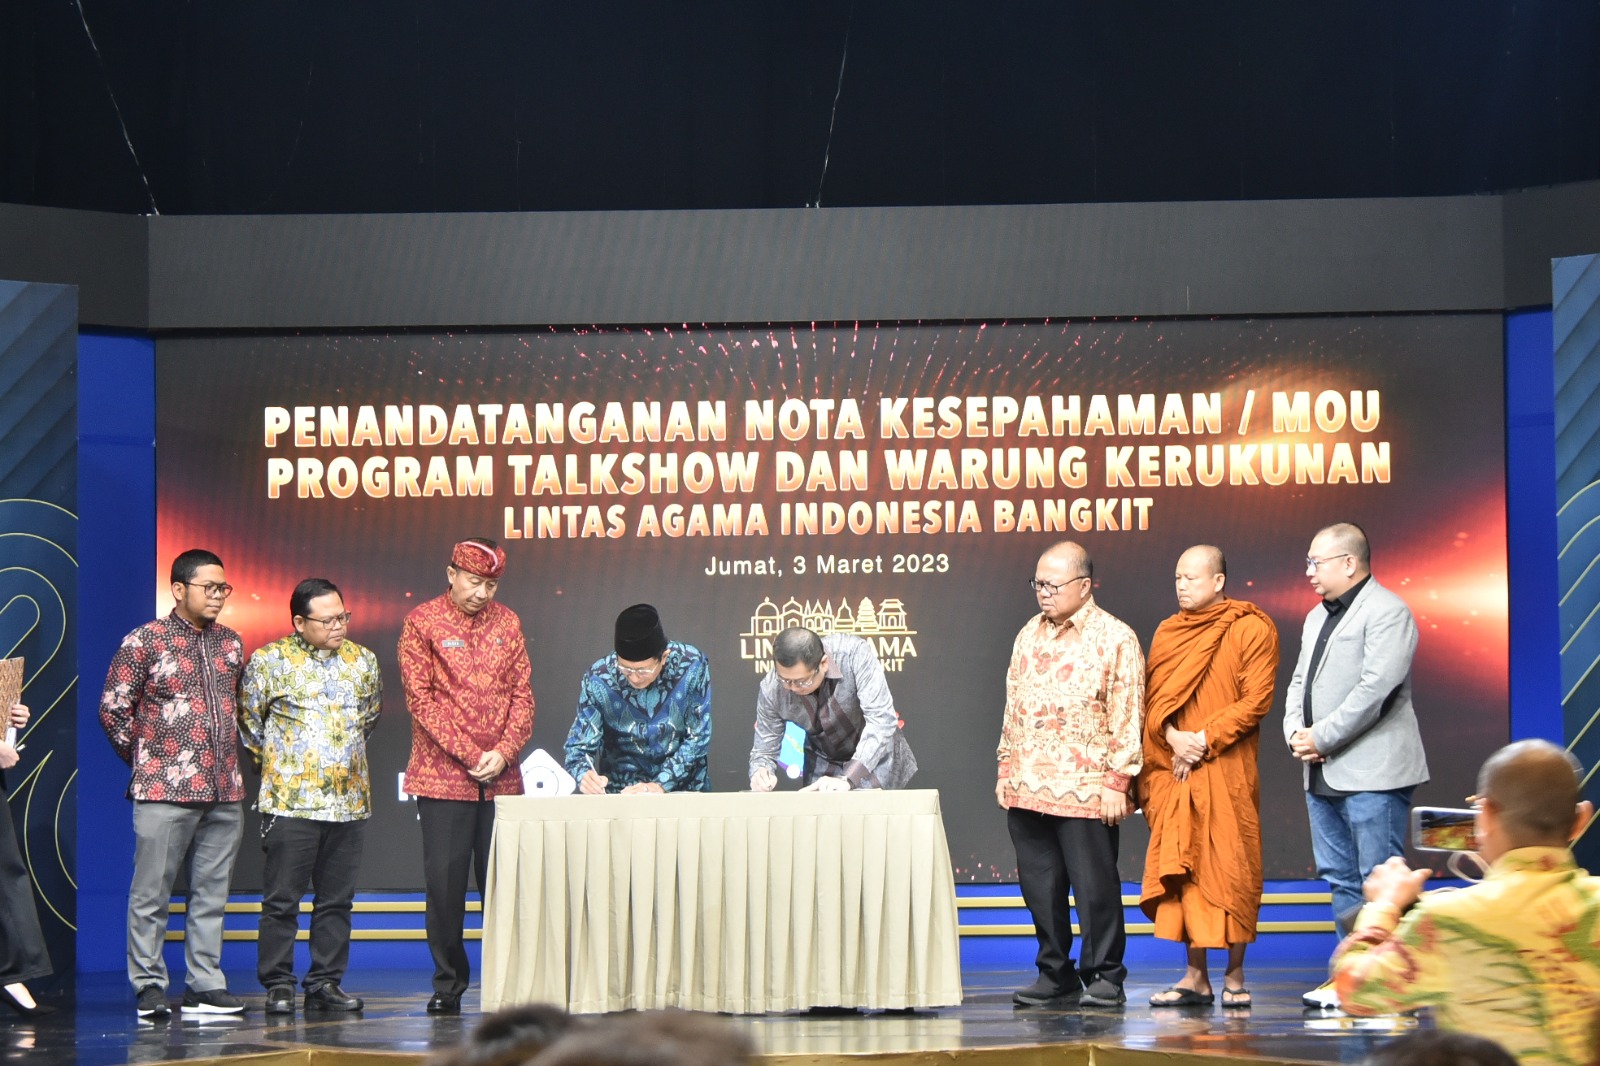 PENANDATANGANAN NOTA KESEPAHAMAN / MOU
PROGRAM TALKSHOW DAN WARUNG KERUKUNAN
LINTAS AGAMA INDONESIA BANGKIT
Jumat, 3 Maret 2023